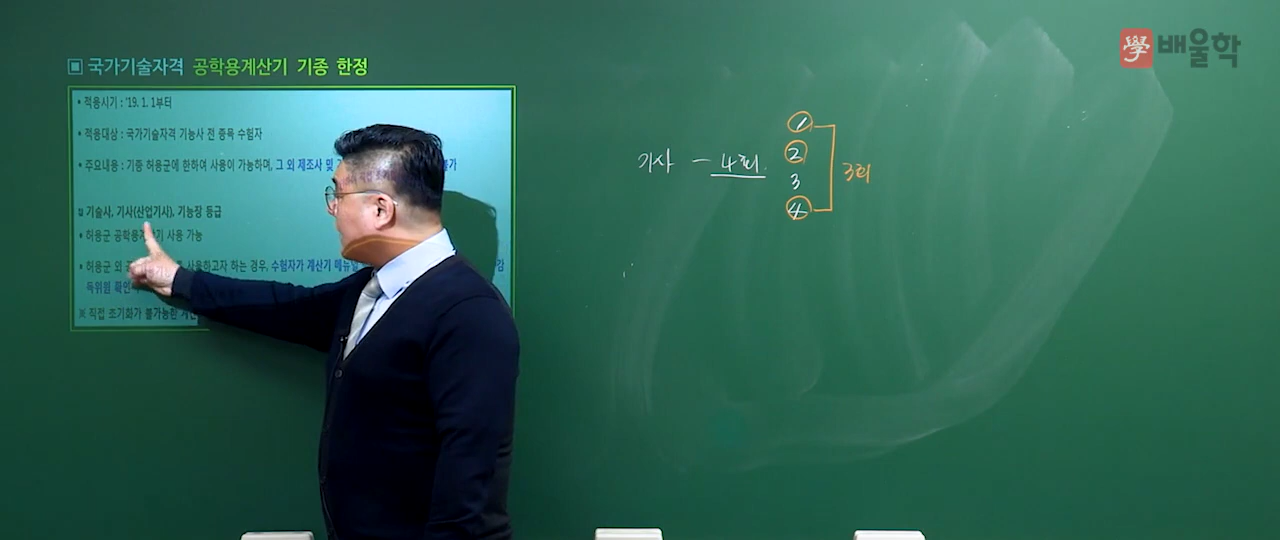 學 배울학
▣ 국가기술자격 공학용계산기 기종 한정
• 적용시기 : '19. 1. 1부터
• 적용대상 : 국가기술자격 기능사 전 종목 수험자
• 주요내용 : 기종 허용군에 한하여 사용이 가능하며, 그 외 제조사 및
기술사, 기사(산업기사), 기능장 등급
• 허용군 공학용계산기 사용 가능
• 허용군 외 사용하고자 하는 경우, 수험자가 계산기 매뉴얼 감
독위원 확인
※ 직접 초기화가 불가능한
기사 - 4회.
1
2
3
4
3회